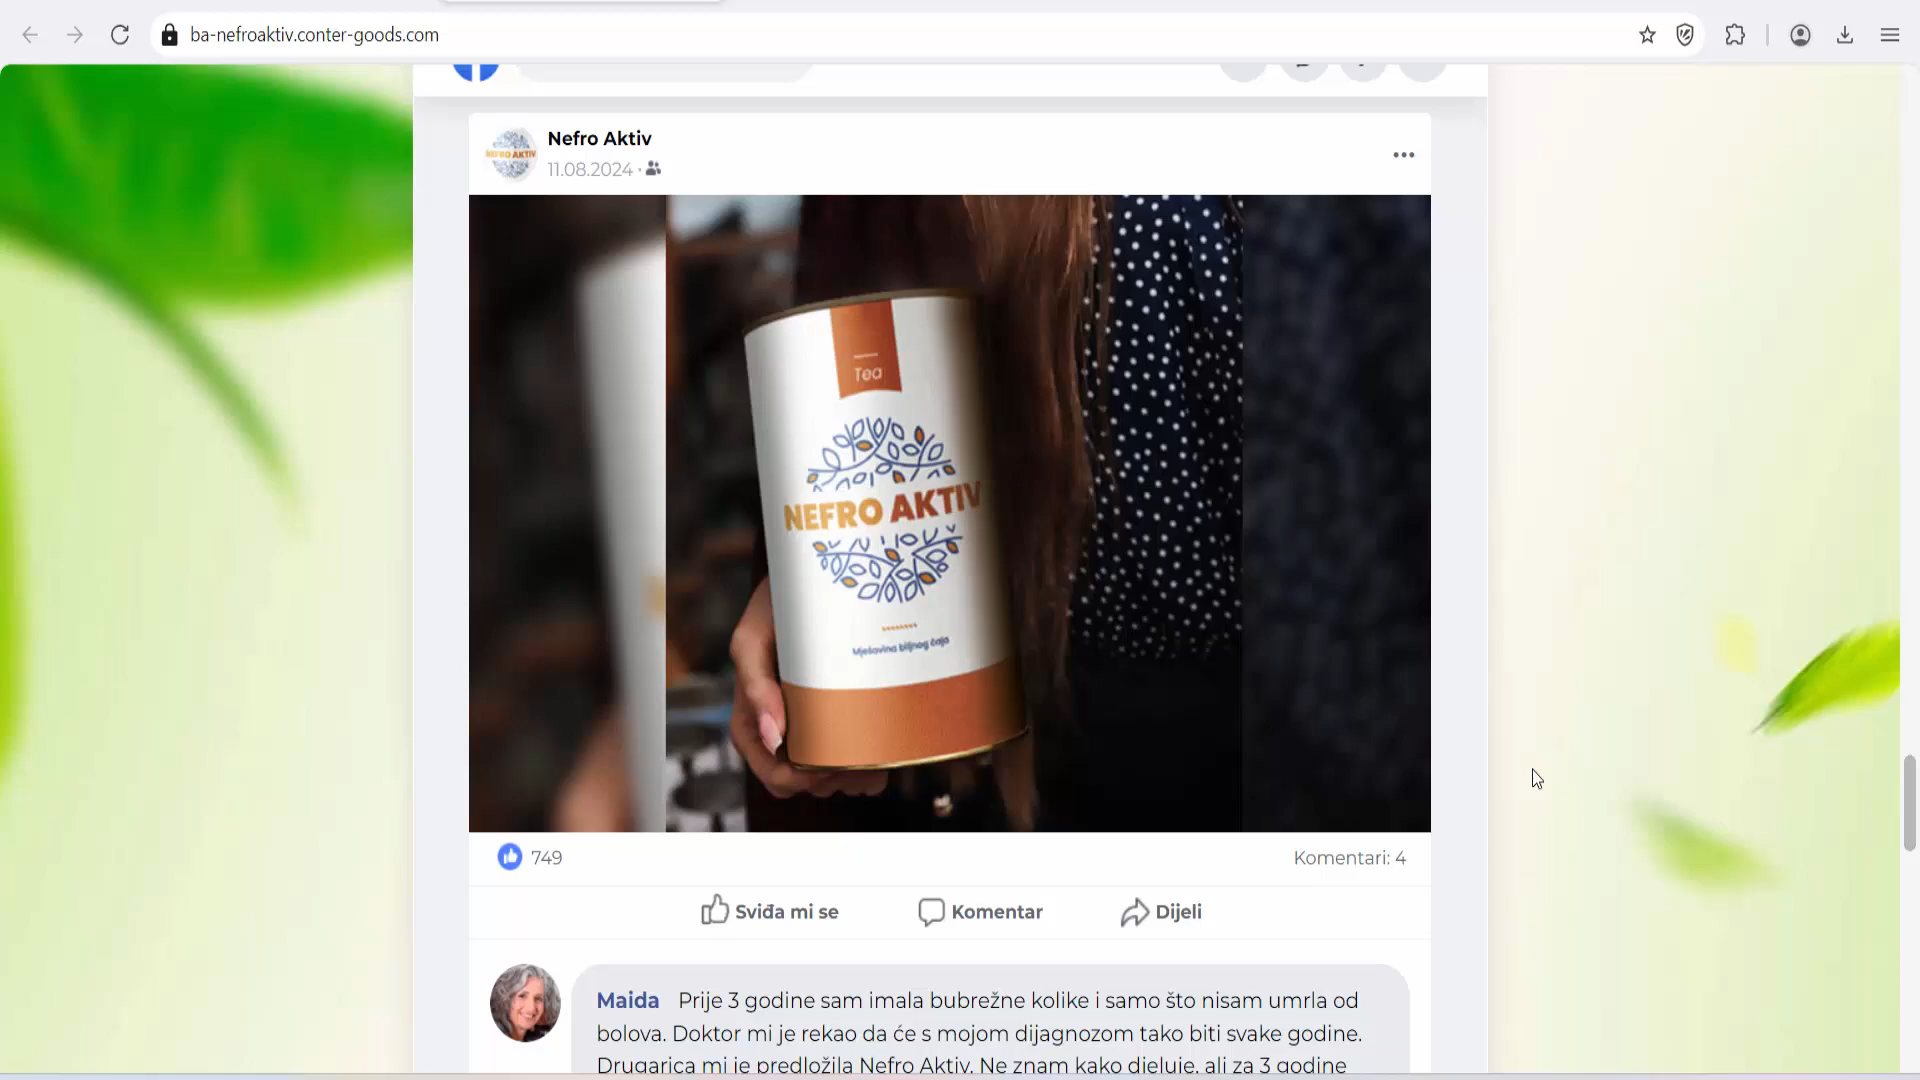 ba-nefroaktiv.conter-goods.com
Nefro Aktiv
11.08.2024 ·
NEFRO AKTIV
Tea
NEFRO AKTIV
Mješavina biljnog čaja
749
Komentari: 4
Sviđa mi se
Komentar
Dijeli
Maida Prije 3 godine sam imala bubrežne kolike i samo što nisam umrla od
bolova. Doktor mi je rekao da će s mojom dijagnozom tako biti svake godine.
Drugarica mi je predložila Nefro Aktiv. Ne znam kako djeluje, ali za 3 godine